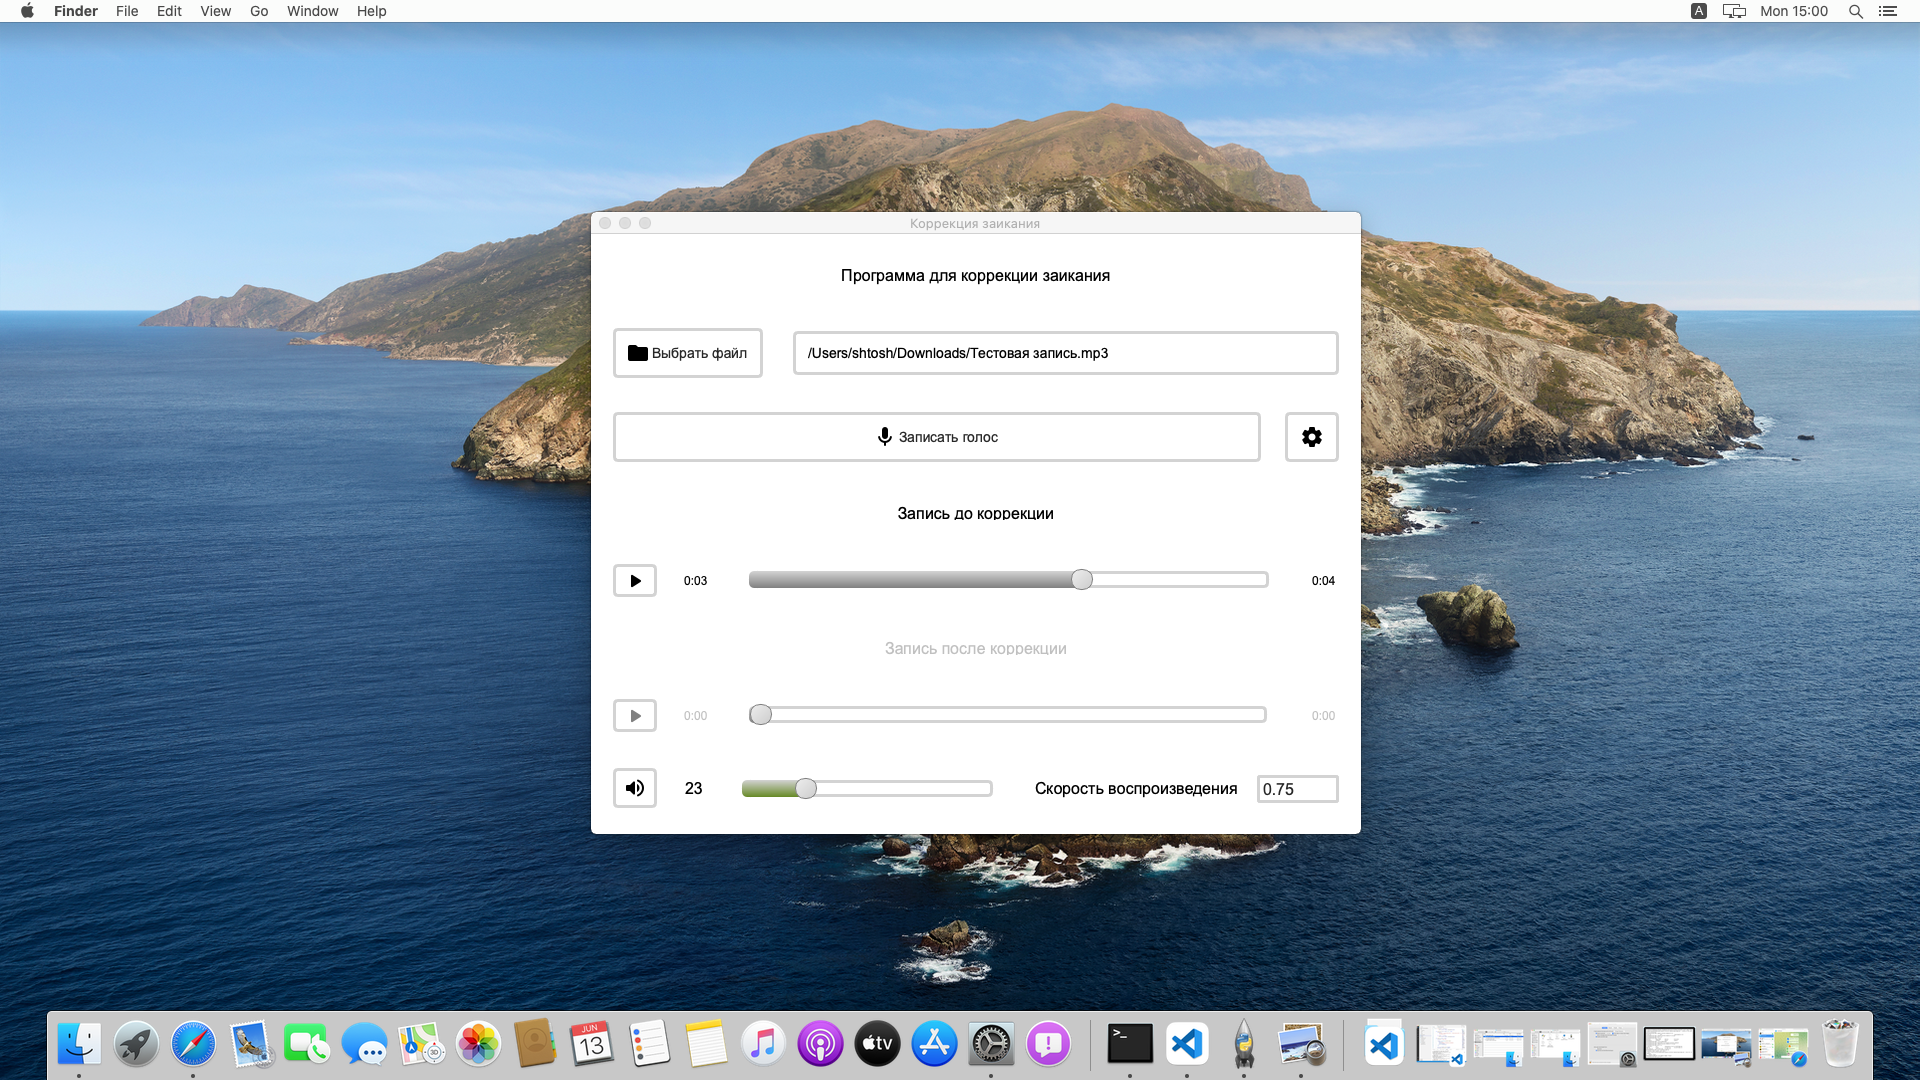 Finder File Edit View Go Window Help A Mon 15:00
Коррекция заикания
Программа для коррекции заикания
Выбрать файл /Users/shtosh/Downloads/Тестовая запись.mp3
Записать голос
Запись до коррекции
0:03 0:04
Запись после коррекции
0:00 0:00
23 Скорость воспроизведения 0.75
JUN
13
3D
tv
>_